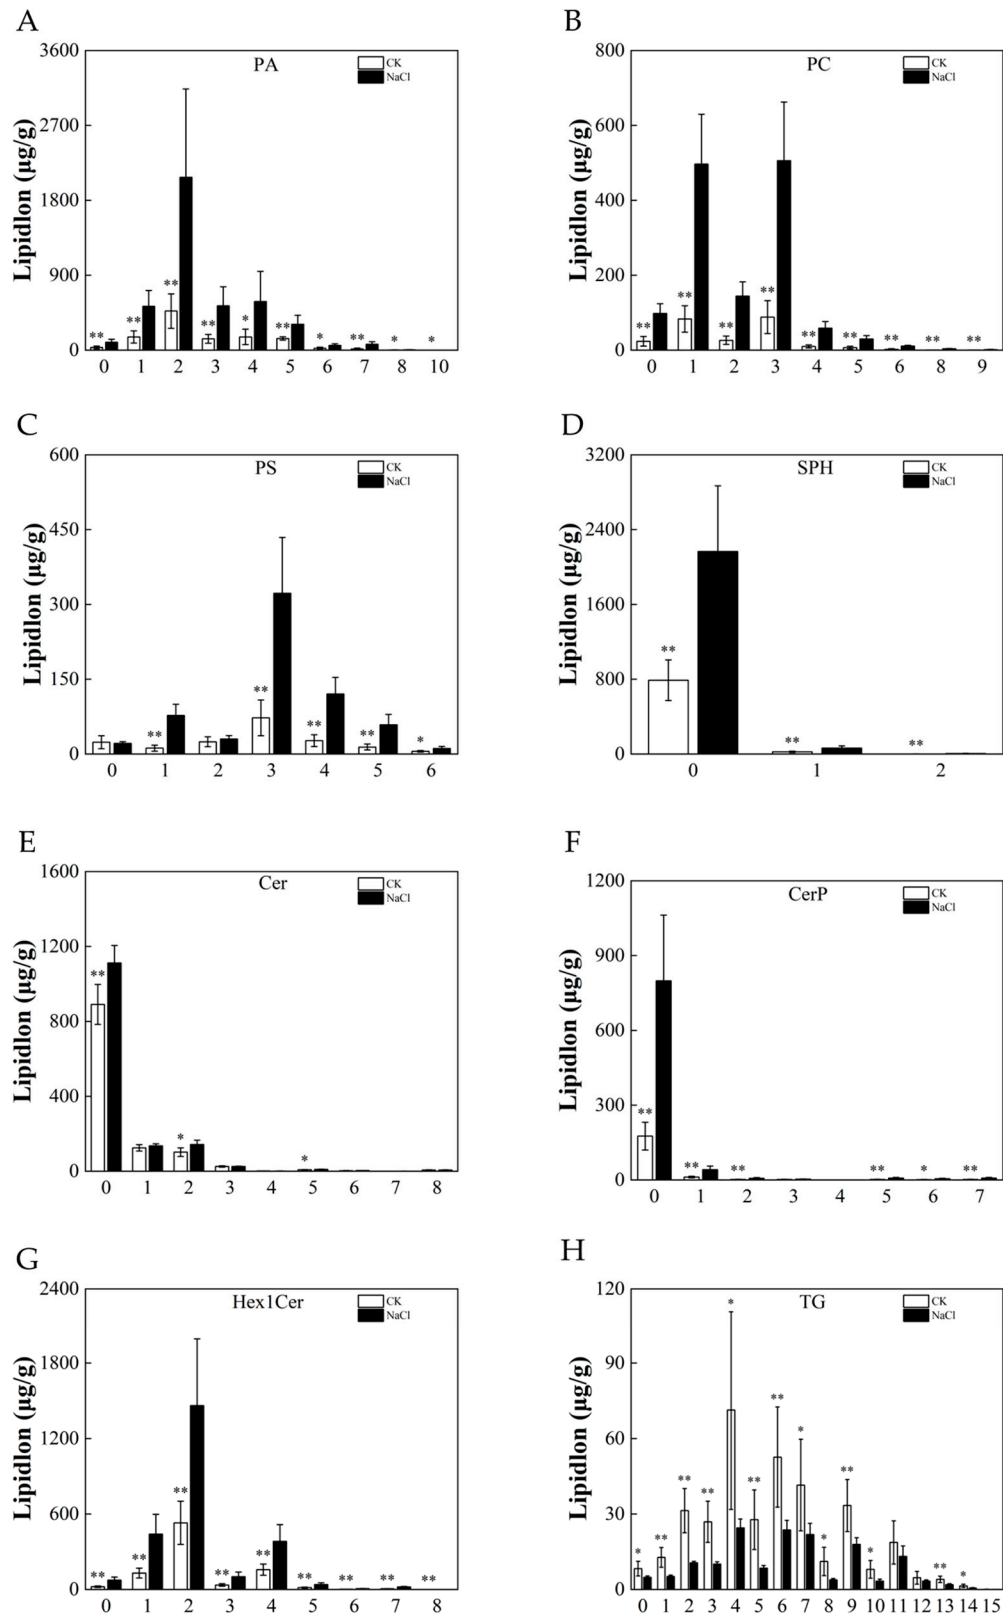 A
B
3600
2700
1800
900
0
Lipidlon (μg/g)
PA
CK
NaCl
** ** ** ** * ** * ** * *
0 1 2 3 4 5 6 7 8 10
800
600
400
200
0
Lipidlon (μg/g)
PC
CK
NaCl
** ** ** ** ** ** ** ** **
0 1 2 3 4 5 6 8 9
C
D
600
450
300
150
0
Lipidlon (μg/g)
PS
CK
NaCl
** ** ** ** *
0 1 2 3 4 5 6
3200
2400
1600
800
0
Lipidlon (μg/g)
SPH
CK
NaCl
** ** **
0 1 2
E
F
1600
1200
800
400
0
Lipidlon (μg/g)
Cer
CK
NaCl
** * *
0 1 2 3 4 5 6 7 8
1200
900
600
300
0
Lipidlon (μg/g)
CerP
CK
NaCl
** ** ** ** * **
0 1 2 3 4 5 6 7
G
H
2400
1800
1200
600
0
Lipidlon (μg/g)
Hex1Cer
CK
NaCl
** ** ** ** ** ** ** ** **
0 1 2 3 4 5 6 7 8
120
90
60
30
0
Lipidlon (μg/g)
TG
CK
NaCl
* ** ** ** * ** ** * * ** * ** *
0 1 2 3 4 5 6 7 8 9 10 11 12 13 14 15